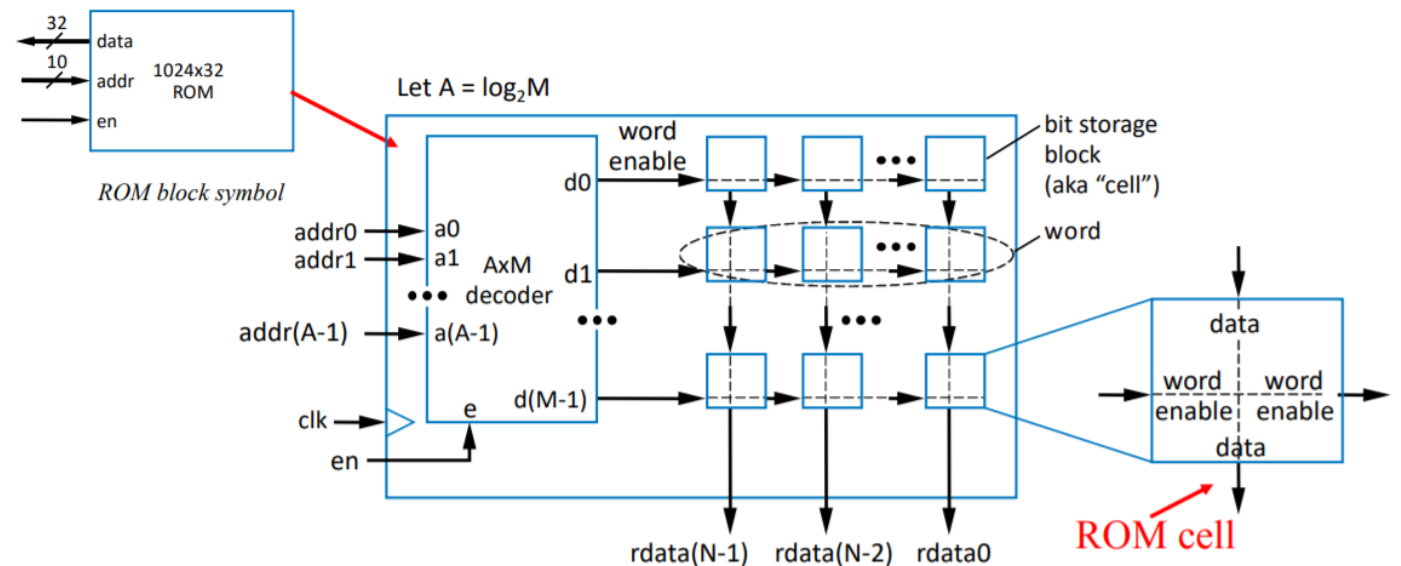 32
data
10
addr
1024x32
ROM
en
ROM block symbol
Let A = log₂M
word
enable
d0
bit storage
block
(aka “cell”)
word
addr0
a0
addr1
a1
AxM
decoder
d1
•••
•••
•••
•••
•••
•••
addr(A-1)
a(A-1)
d(M-1)
clk
e
en
data
word
enable
word
enable
data
ROM cell
rdata(N-1)
rdata(N-2)
rdata0